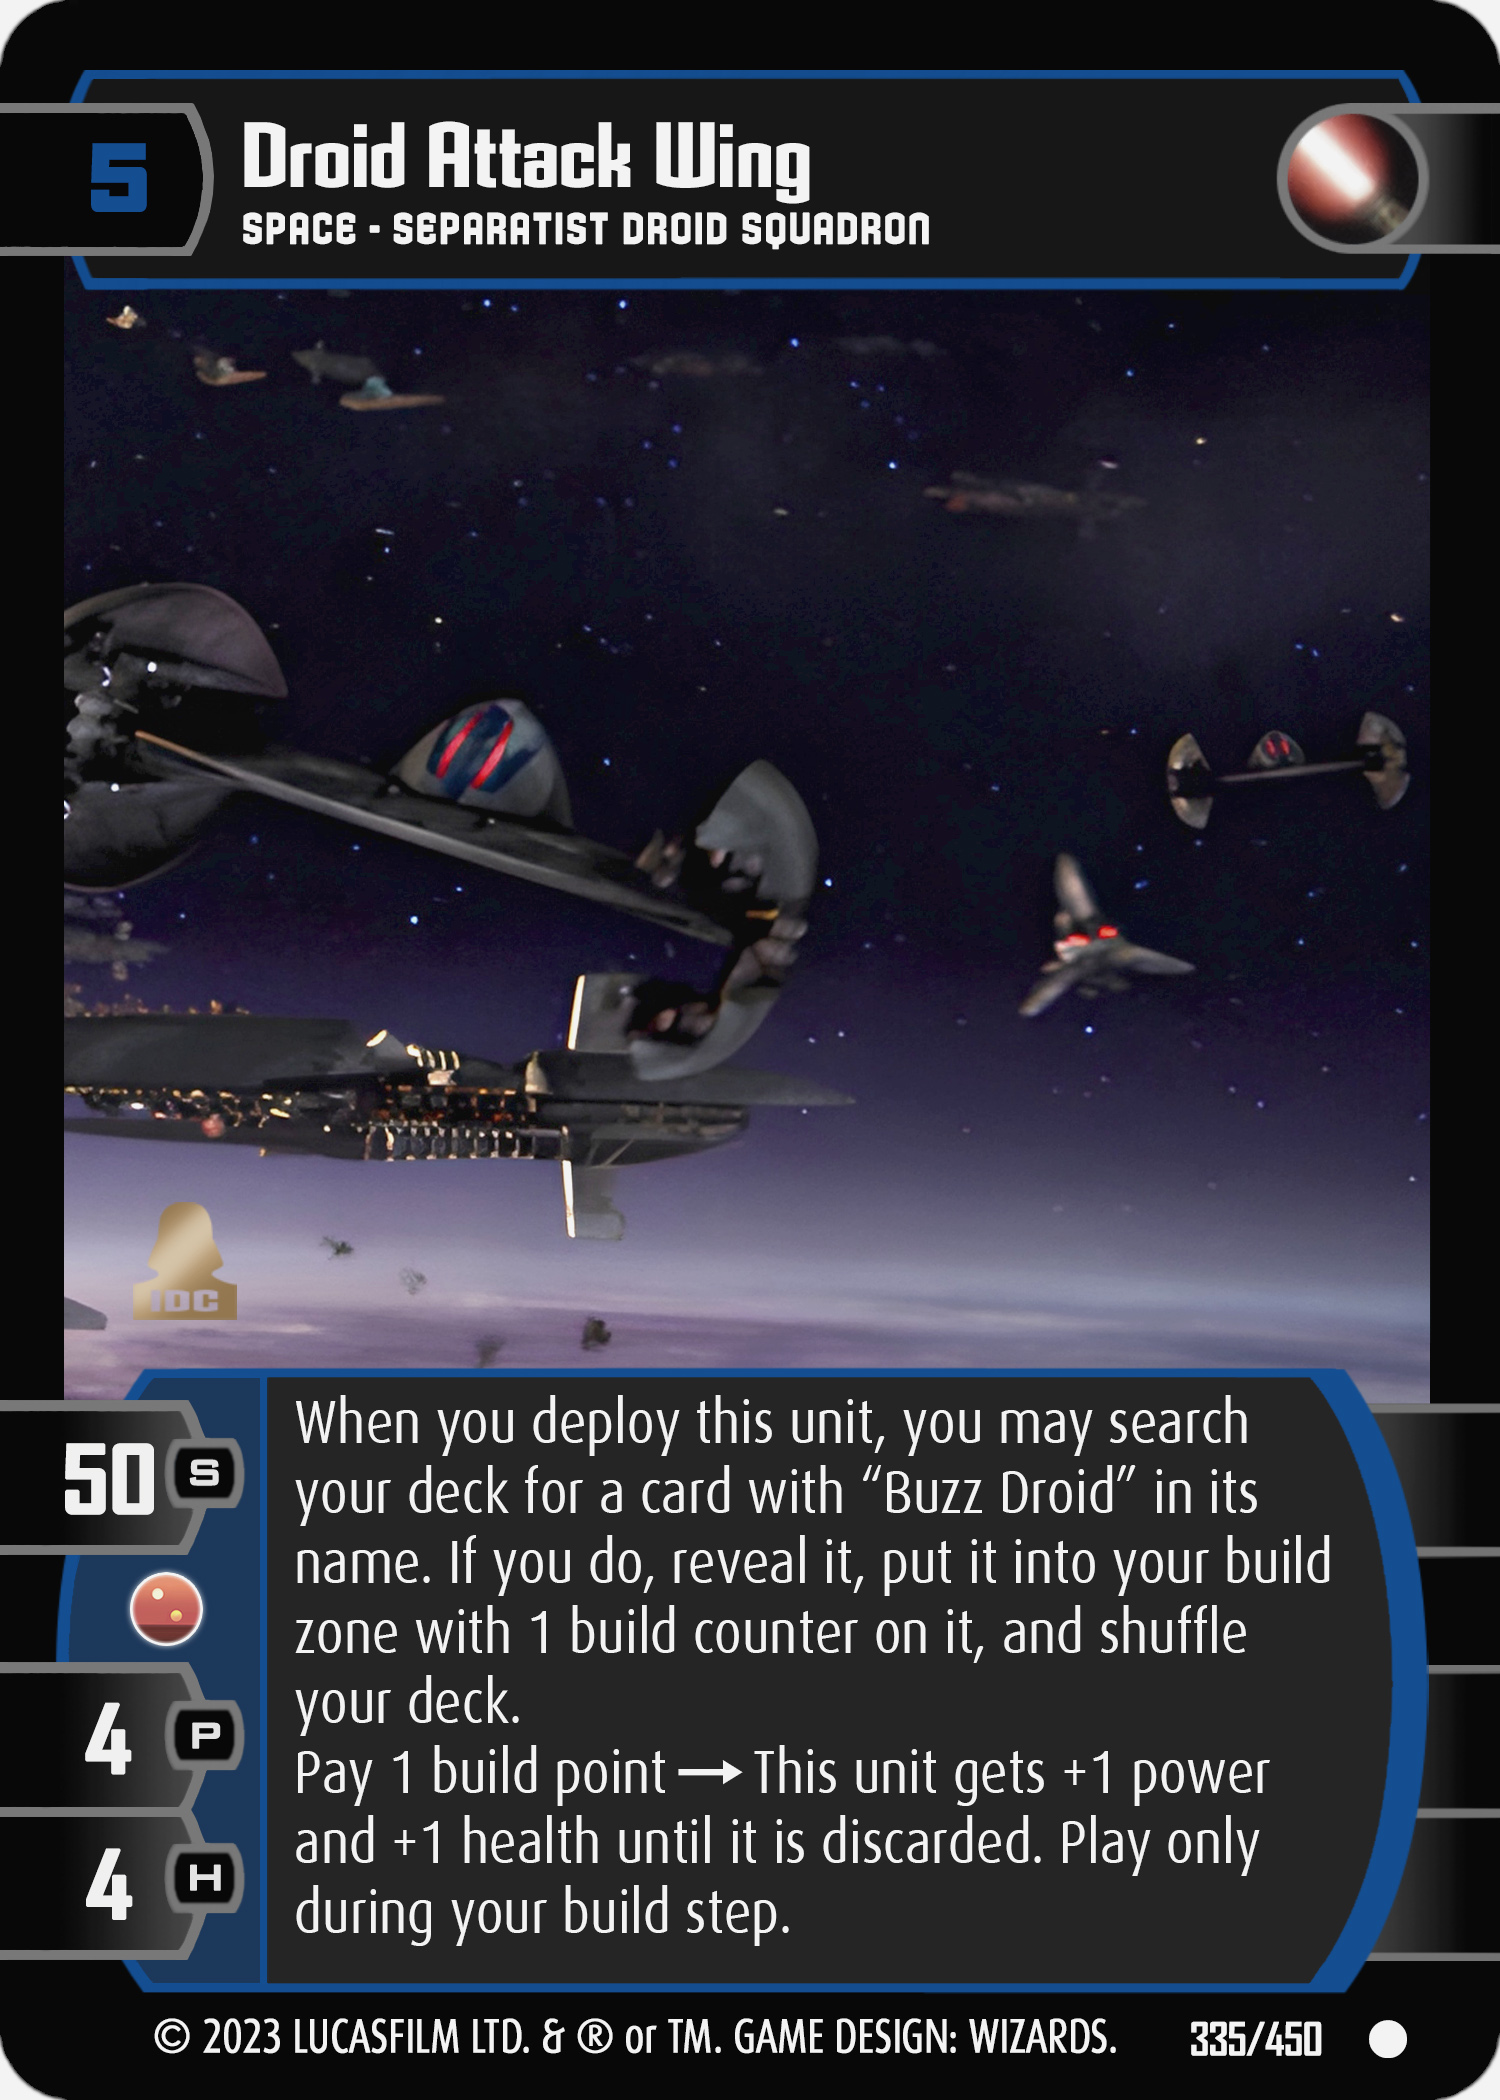 5
Droid Attack Wing
SPACE - SEPARATIST DROID SQUADRON
IDC
50 S
4 P
4 H
When you deploy this unit, you may search
your deck for a card with “Buzz Droid” in its
name. If you do, reveal it, put it into your build
zone with 1 build counter on it, and shuffle
your deck.
Pay 1 build point → This unit gets +1 power
and +1 health until it is discarded. Play only
during your build step.
© 2023 LUCASFILM LTD. & ® or TM. GAME DESIGN: WIZARDS. 335/450